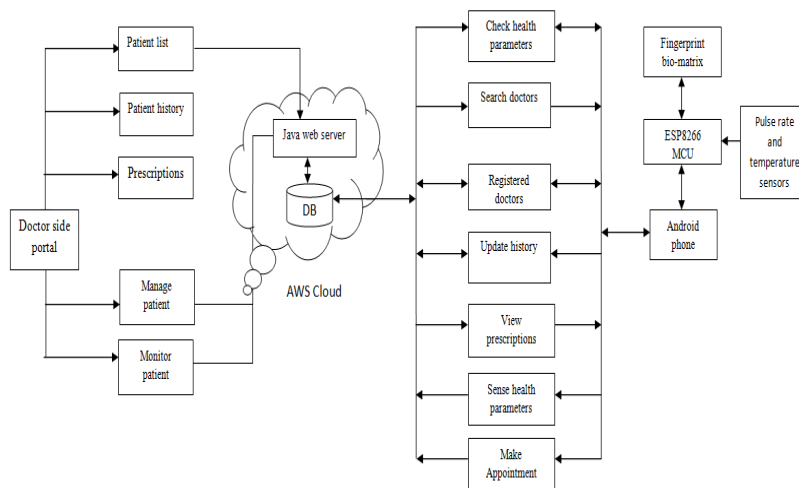 Patient list
Patient history
Prescriptions
Doctor side
portal
Manage
patient
Monitor
patient
Java web server
DB
AWS Cloud
Check health
parameters
Search doctors
Registered
doctors
Update history
View
prescriptions
Sense health
parameters
Make
Appointment
Fingerprint
bio-matrix
ESP8266
MCU
Android
phone
Pulse rate
and
temperature
sensors